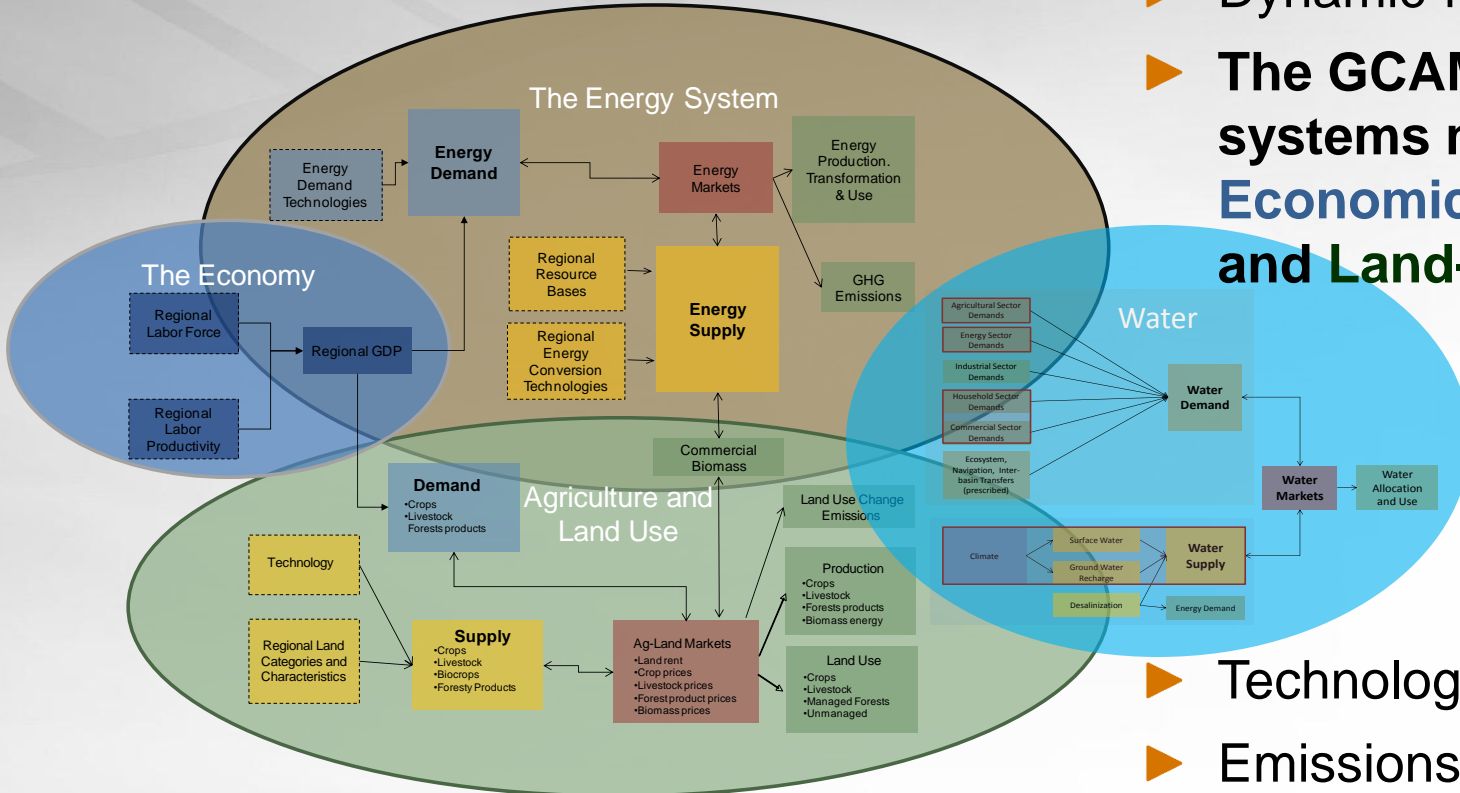 Dynamic
The GCAM
systems
Economic
and Land-
The Energy System
Energy
Demand
Technologies
Energy
Demand
Energy
Markets
Energy
Production.
Transformation
& Use
GHG
Emissions
Regional
Resource
Bases
Regional
Energy
Conversion
Technologies
Energy
Supply
The Economy
Regional
Labor Force
Regional
Labor
Productivity
Regional GDP
Commercial
Biomass
Agriculture and
Land Use
Demand
•Crops
•Livestock
Forests products
Technology
Regional Land
Categories and
Characteristics
Supply
•Crops
•Livestock
•Biocrops
•Foresty Products
Ag-Land Markets
•Land rent
•Crop prices
•Livestock prices
•Forest product prices
•Biomass prices
Land Use Change
Emissions
Production
•Crops
•Livestock
•Forests products
•Biomass energy
Land Use
•Crops
•Livestock
•Managed Forests
•Unmanaged
Water
Agricultural Sector
Demands
Energy Sector
Demands
Industrial Sector
Demands
Household Sector
Demands
Commercial Sector
Demands
Ecosystem,
Navigation, Inter-
basin Transfers
(prescribed)
Water
Demand
Water
Markets
Water
Allocation
and Use
Climate
Surface Water
Ground Water
Recharge
Desalinization
Water
Supply
Energy Demand
Technolog
Emissions